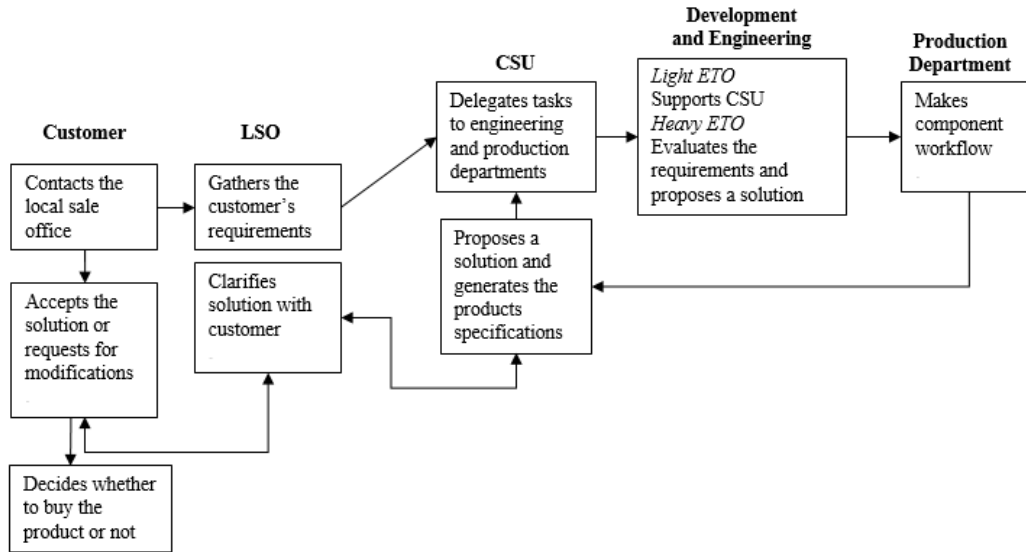 Development
and Engineering
Production
Department
CSU
Customer
LSO
Contacts the
local sale
office
Gathers the
customer's
requirements
Delegates tasks
to engineering
and production
departments
Light ETO
Supports CSU
Heavy ETO
Evaluates the
requirements and
proposes a solution
Makes
component
workflow
Accepts the
solution or
requests for
modifications
Clarifies
solution with
customer
Proposes a
solution and
generates the
products
specifications
Decides whether
to buy the
product or not